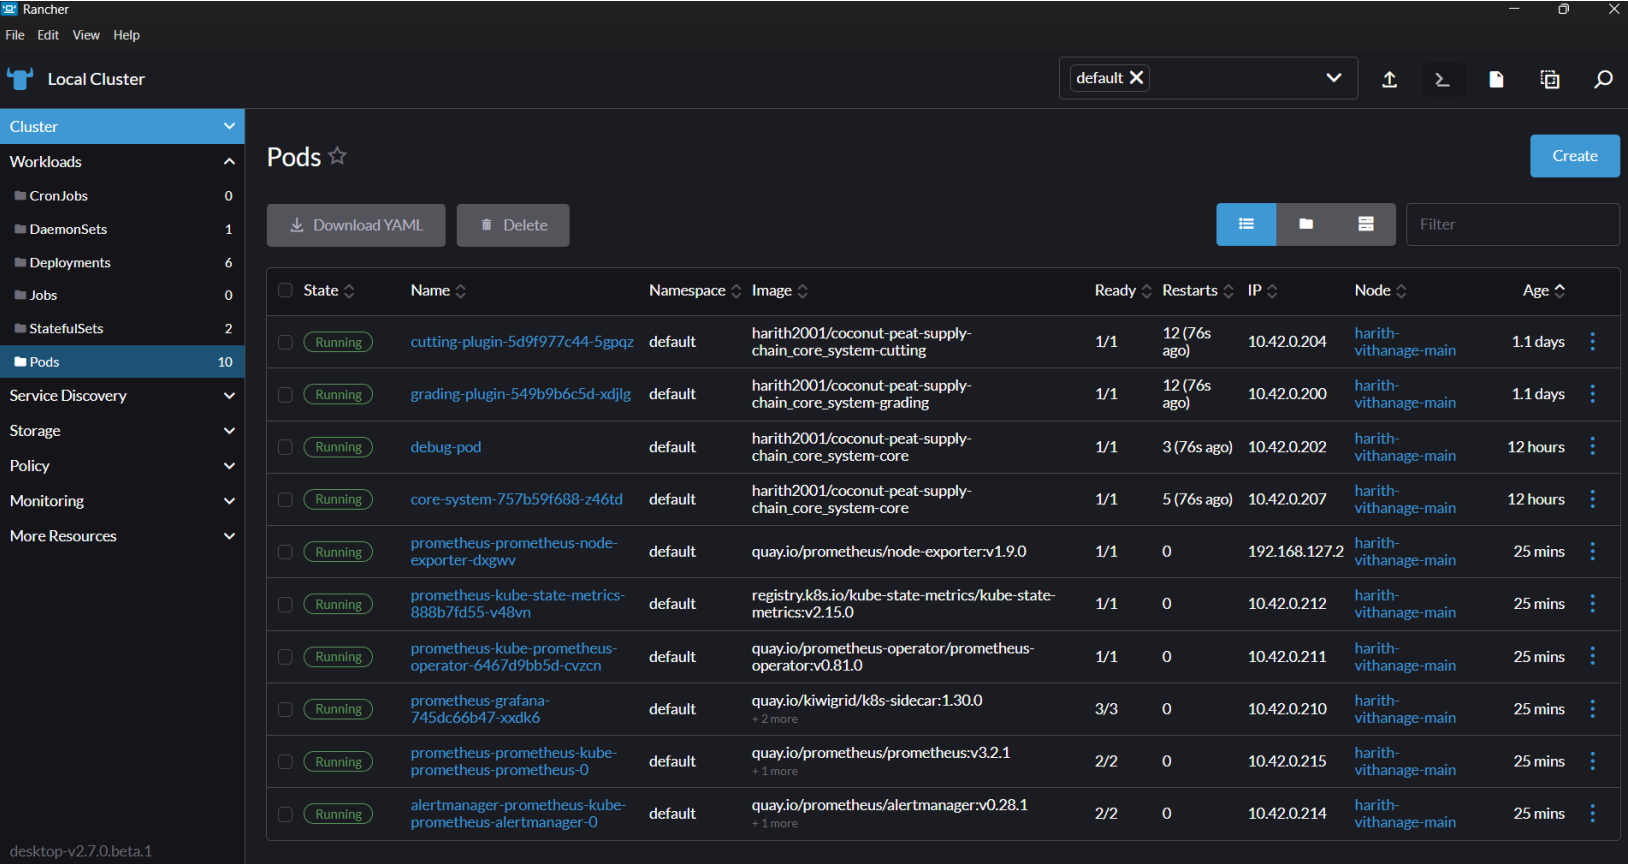 Rancher
File Edit View Help
Local Cluster
default
Cluster
Workloads
CronJobs 0
DaemonSets 1
Deployments 6
Jobs 0
StatefulSets 2
Pods 10
Service Discovery
Storage
Policy
Monitoring
More Resources
desktop-v2.7.0.beta.1
Pods
Create
Download YAML Delete
Filter
State Name Namespace Image Ready Restarts IP Node Age
Running cutting-plugin-5d9f977c44-5gpqz default harith2001/coconut-peat-supply- 1/1 12 (76s 10.42.0.204 harith- 1.1 days
chain_core_system-cutting ago) vithanage-main
Running grading-plugin-549b9b6c5d-xdjlg default harith2001/coconut-peat-supply- 1/1 12 (76s 10.42.0.200 harith- 1.1 days
chain_core_system-grading ago) vithanage-main
Running debug-pod default harith2001/coconut-peat-supply- 1/1 3 (76s ago) 10.42.0.202 harith- 12 hours
chain_core_system-core vithanage-main
Running core-system-757b59f688-z46td default harith2001/coconut-peat-supply- 1/1 5 (76s ago) 10.42.0.207 harith- 12 hours
chain_core_system-core vithanage-main
Running prometheus-prometheus-node- default quay.io/prometheus/node-exporter:v1.9.0 1/1 0 192.168.127.2 harith- 25 mins
exporter-dxgwv vithanage-main
Running prometheus-kube-state-metrics- default registry.k8s.io/kube-state-metrics/kube-state- 1/1 0 10.42.0.212 harith- 25 mins
888b7fd55-v48vn metrics:v2.15.0 vithanage-main
Running prometheus-kube-prometheus- default quay.io/prometheus-operator/prometheus- 1/1 0 10.42.0.211 harith- 25 mins
operator-6467d9bb5d-cvzcn operator:v0.81.0 vithanage-main
Running prometheus-grafana- default quay.io/kiwigrid/k8s-sidecar:1.30.0 3/3 0 10.42.0.210 harith- 25 mins
745dc66b47-xxdk6 + 2 more vithanage-main
Running prometheus-prometheus-kube- default quay.io/prometheus/prometheus:v3.2.1 2/2 0 10.42.0.215 harith- 25 mins
prometheus-prometheus-0 + 1 more vithanage-main
Running alertmanager-prometheus-kube- default quay.io/prometheus/alertmanager:v0.28.1 2/2 0 10.42.0.214 harith- 25 mins
prometheus-alertmanager-0 + 1 more vithanage-main